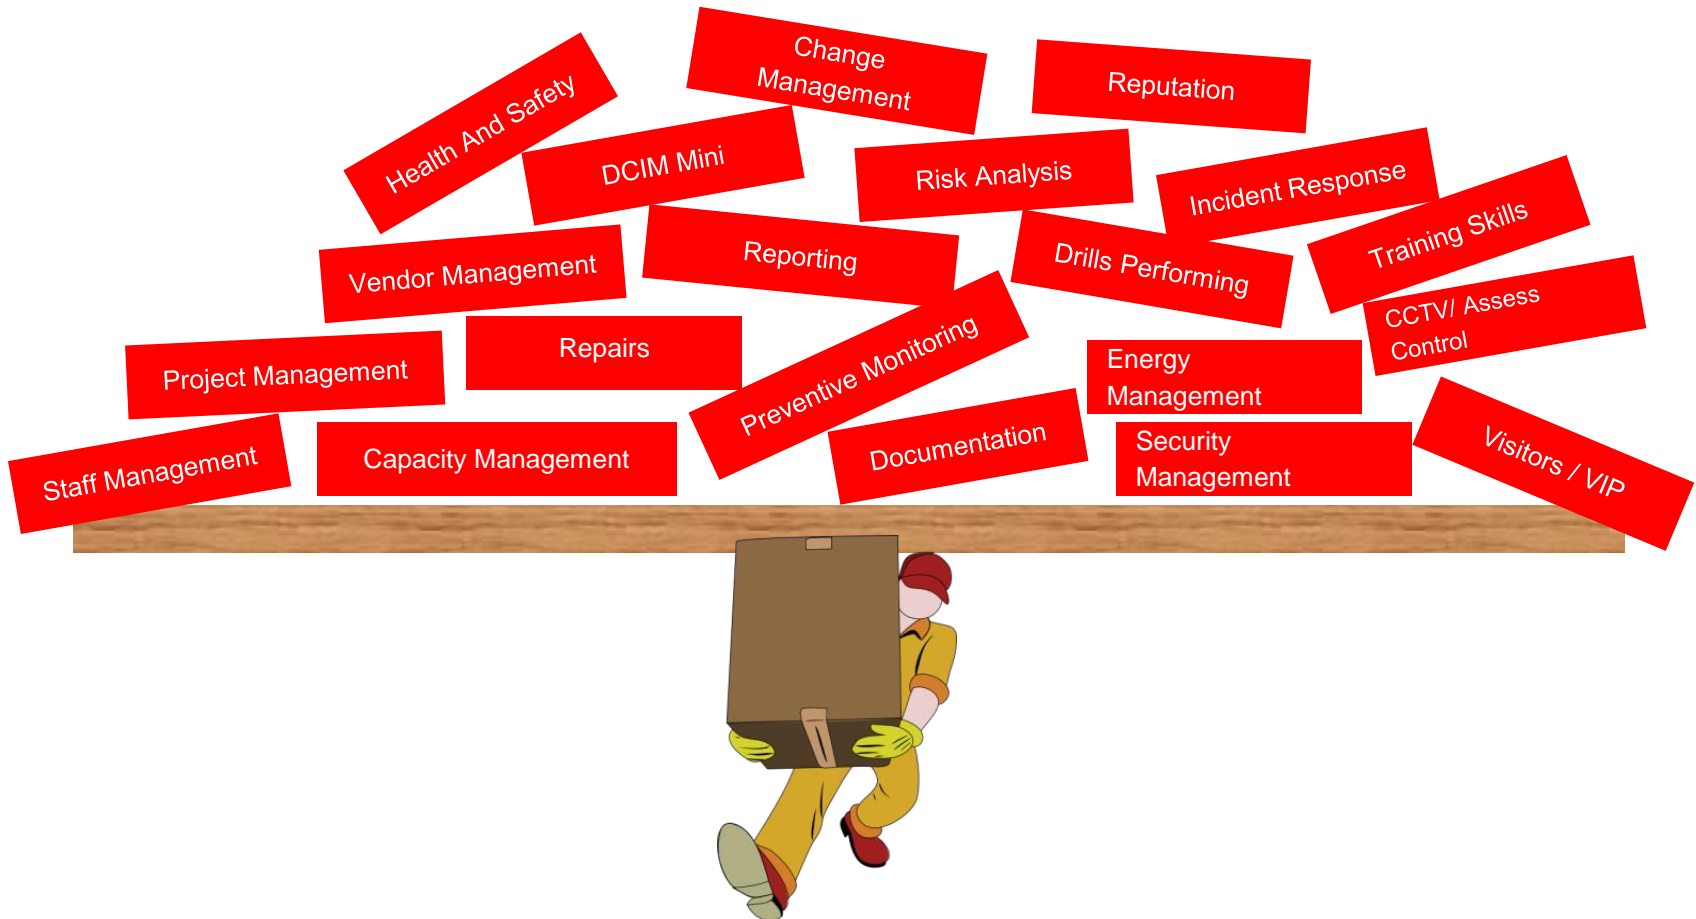 Change
Management
Reputation
Health And Safety
DCIM Mini
Risk Analysis
Incident Response
Training Skills
Vendor Management
Reporting
Drills Performing
CCTV/ Assess
Control
Project Management
Repairs
Preventive Monitoring
Energy
Management
Staff Management
Capacity Management
Documentation
Security
Management
Visitors / VIP